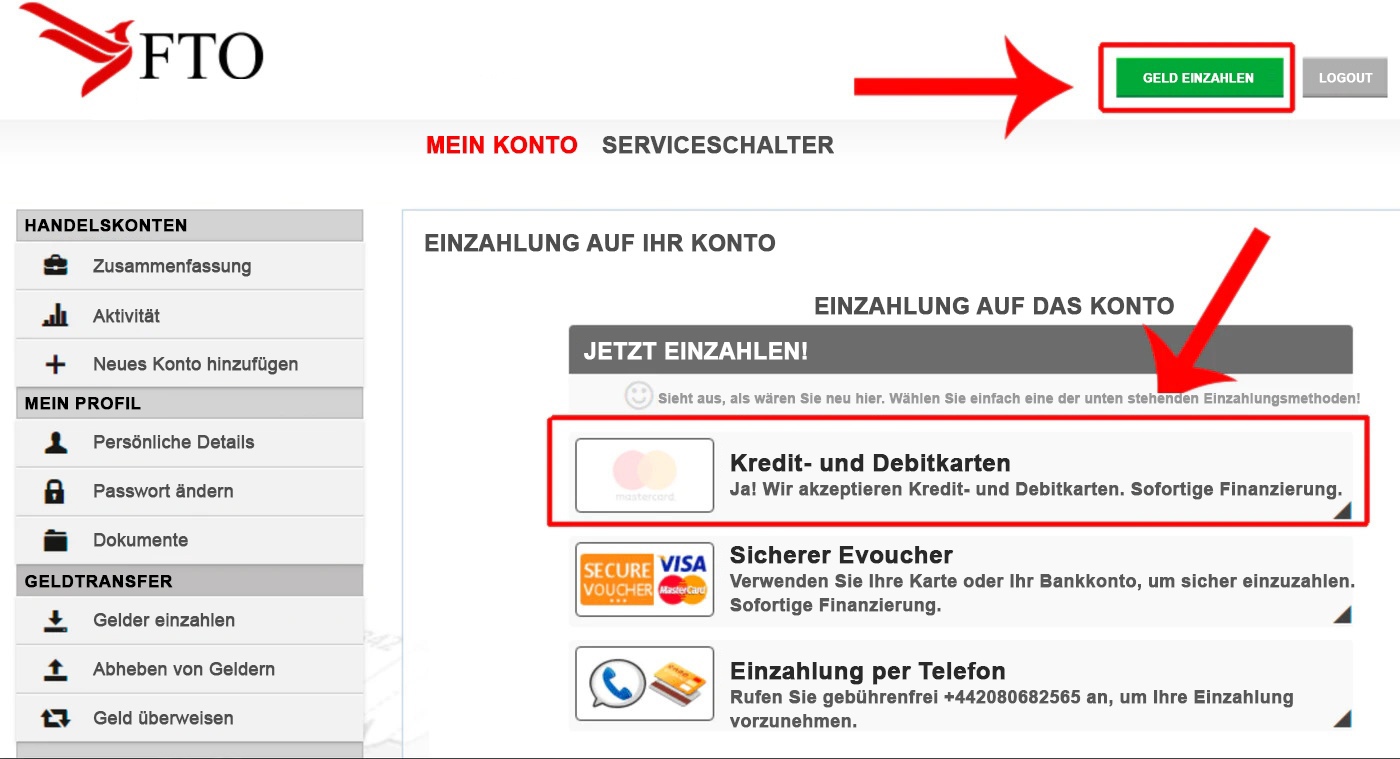 FTO
GELD EINZAHLEN
LOGOUT
MEIN KONTO
SERVICESCHALTER
HANDELSKONTEN
Zusammenfassung
Aktivität
Neues Konto hinzufügen
MEIN PROFIL
Persönliche Details
Passwort ändern
Dokumente
GELDTRANSFER
Gelder einzahlen
Abheben von Geldern
Geld überweisen
EINZAHLUNG AUF IHR KONTO
EINZAHLUNG AUF DAS KONTO
JETZT EINZAHLEN!
Sieht aus, als wären Sie neu hier. Wählen Sie einfach eine der unten stehenden Einzahlungsmethoden!
mastercard.
Kredit- und Debitkarten
Ja! Wir akzeptieren Kredit- und Debitkarten. Sofortige Finanzierung.
SECURE
VOUCHER
VISA
MasterCard
Sicherer Evoucher
Verwenden Sie Ihre Karte oder Ihr Bankkonto, um sicher einzuzahlen.
Sofortige Finanzierung.
Einzahlung per Telefon
Rufen Sie gebührenfrei +442080682565 an, um Ihre Einzahlung
vorzunehmen.